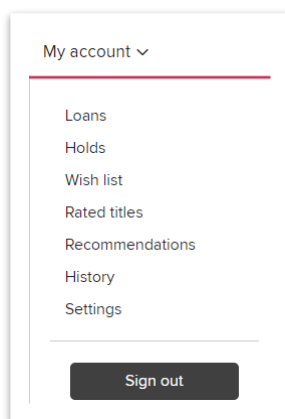 My account
Loans
Holds
Wish list
Rated titles
Recommendations
History
Settings
Sign out